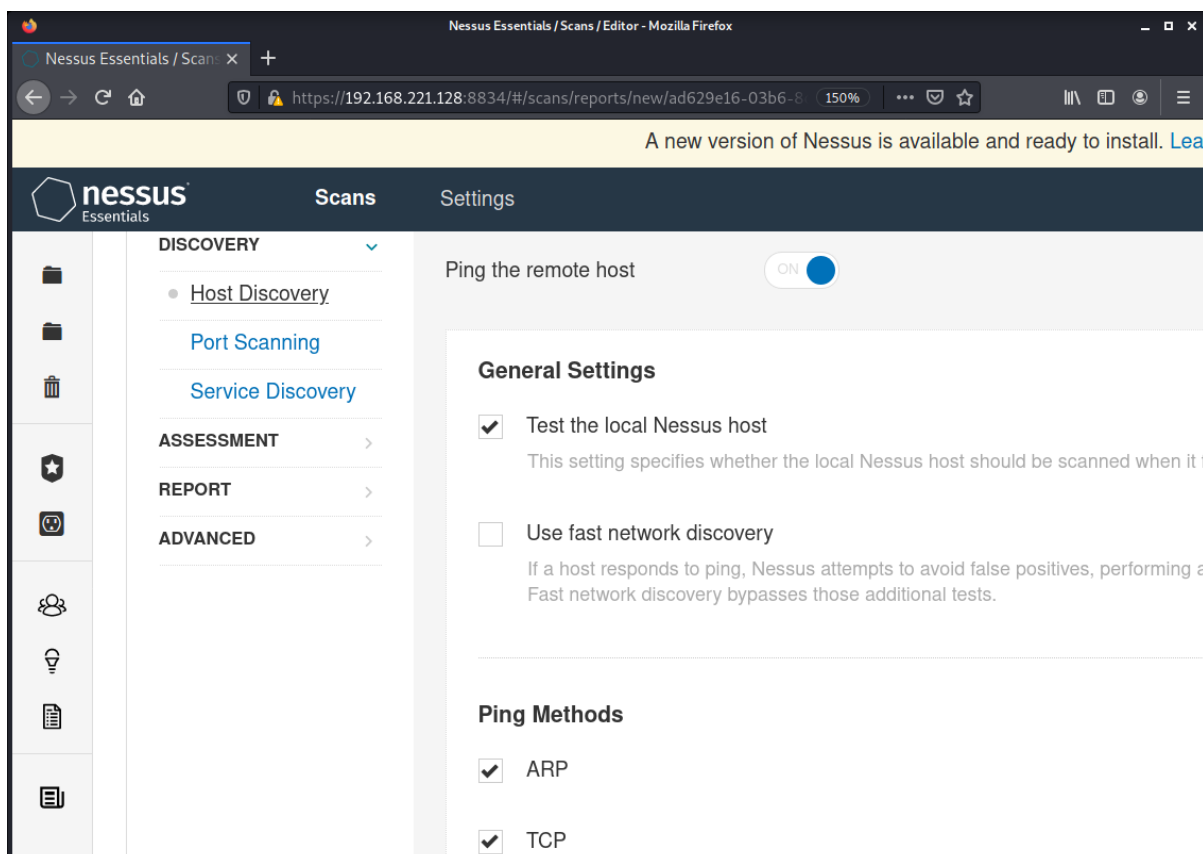 Nessus Essentials / Scans / Editor - Mozilla Firefox
Nessus Essentials / Scans
https://192.168.221.128:8834/#/scans/reports/new/ad629e16-03b6-8 150%
A new version of Nessus is available and ready to install. Lea
nessus
Essentials
Scans
Settings
DISCOVERY
Host Discovery
Port Scanning
Service Discovery
ASSESSMENT
REPORT
ADVANCED
Ping the remote host
ON
General Settings
Test the local Nessus host
This setting specifies whether the local Nessus host should be scanned when it
Use fast network discovery
If a host responds to ping, Nessus attempts to avoid false positives, performing a
Fast network discovery bypasses those additional tests.
Ping Methods
ARP
TCP